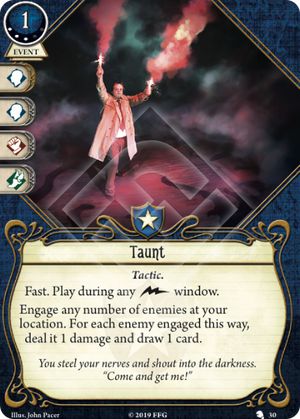 1
EVENT
Taunt
Tactic.
Fast. Play during any window.
Engage any number of enemies at your
location. For each enemy engaged this way,
deal it 1 damage and draw 1 card.
You steel your nerves and shout into the darkness.
"Come and get me!"
Illus. John Pacer
© 2019 FFG
30